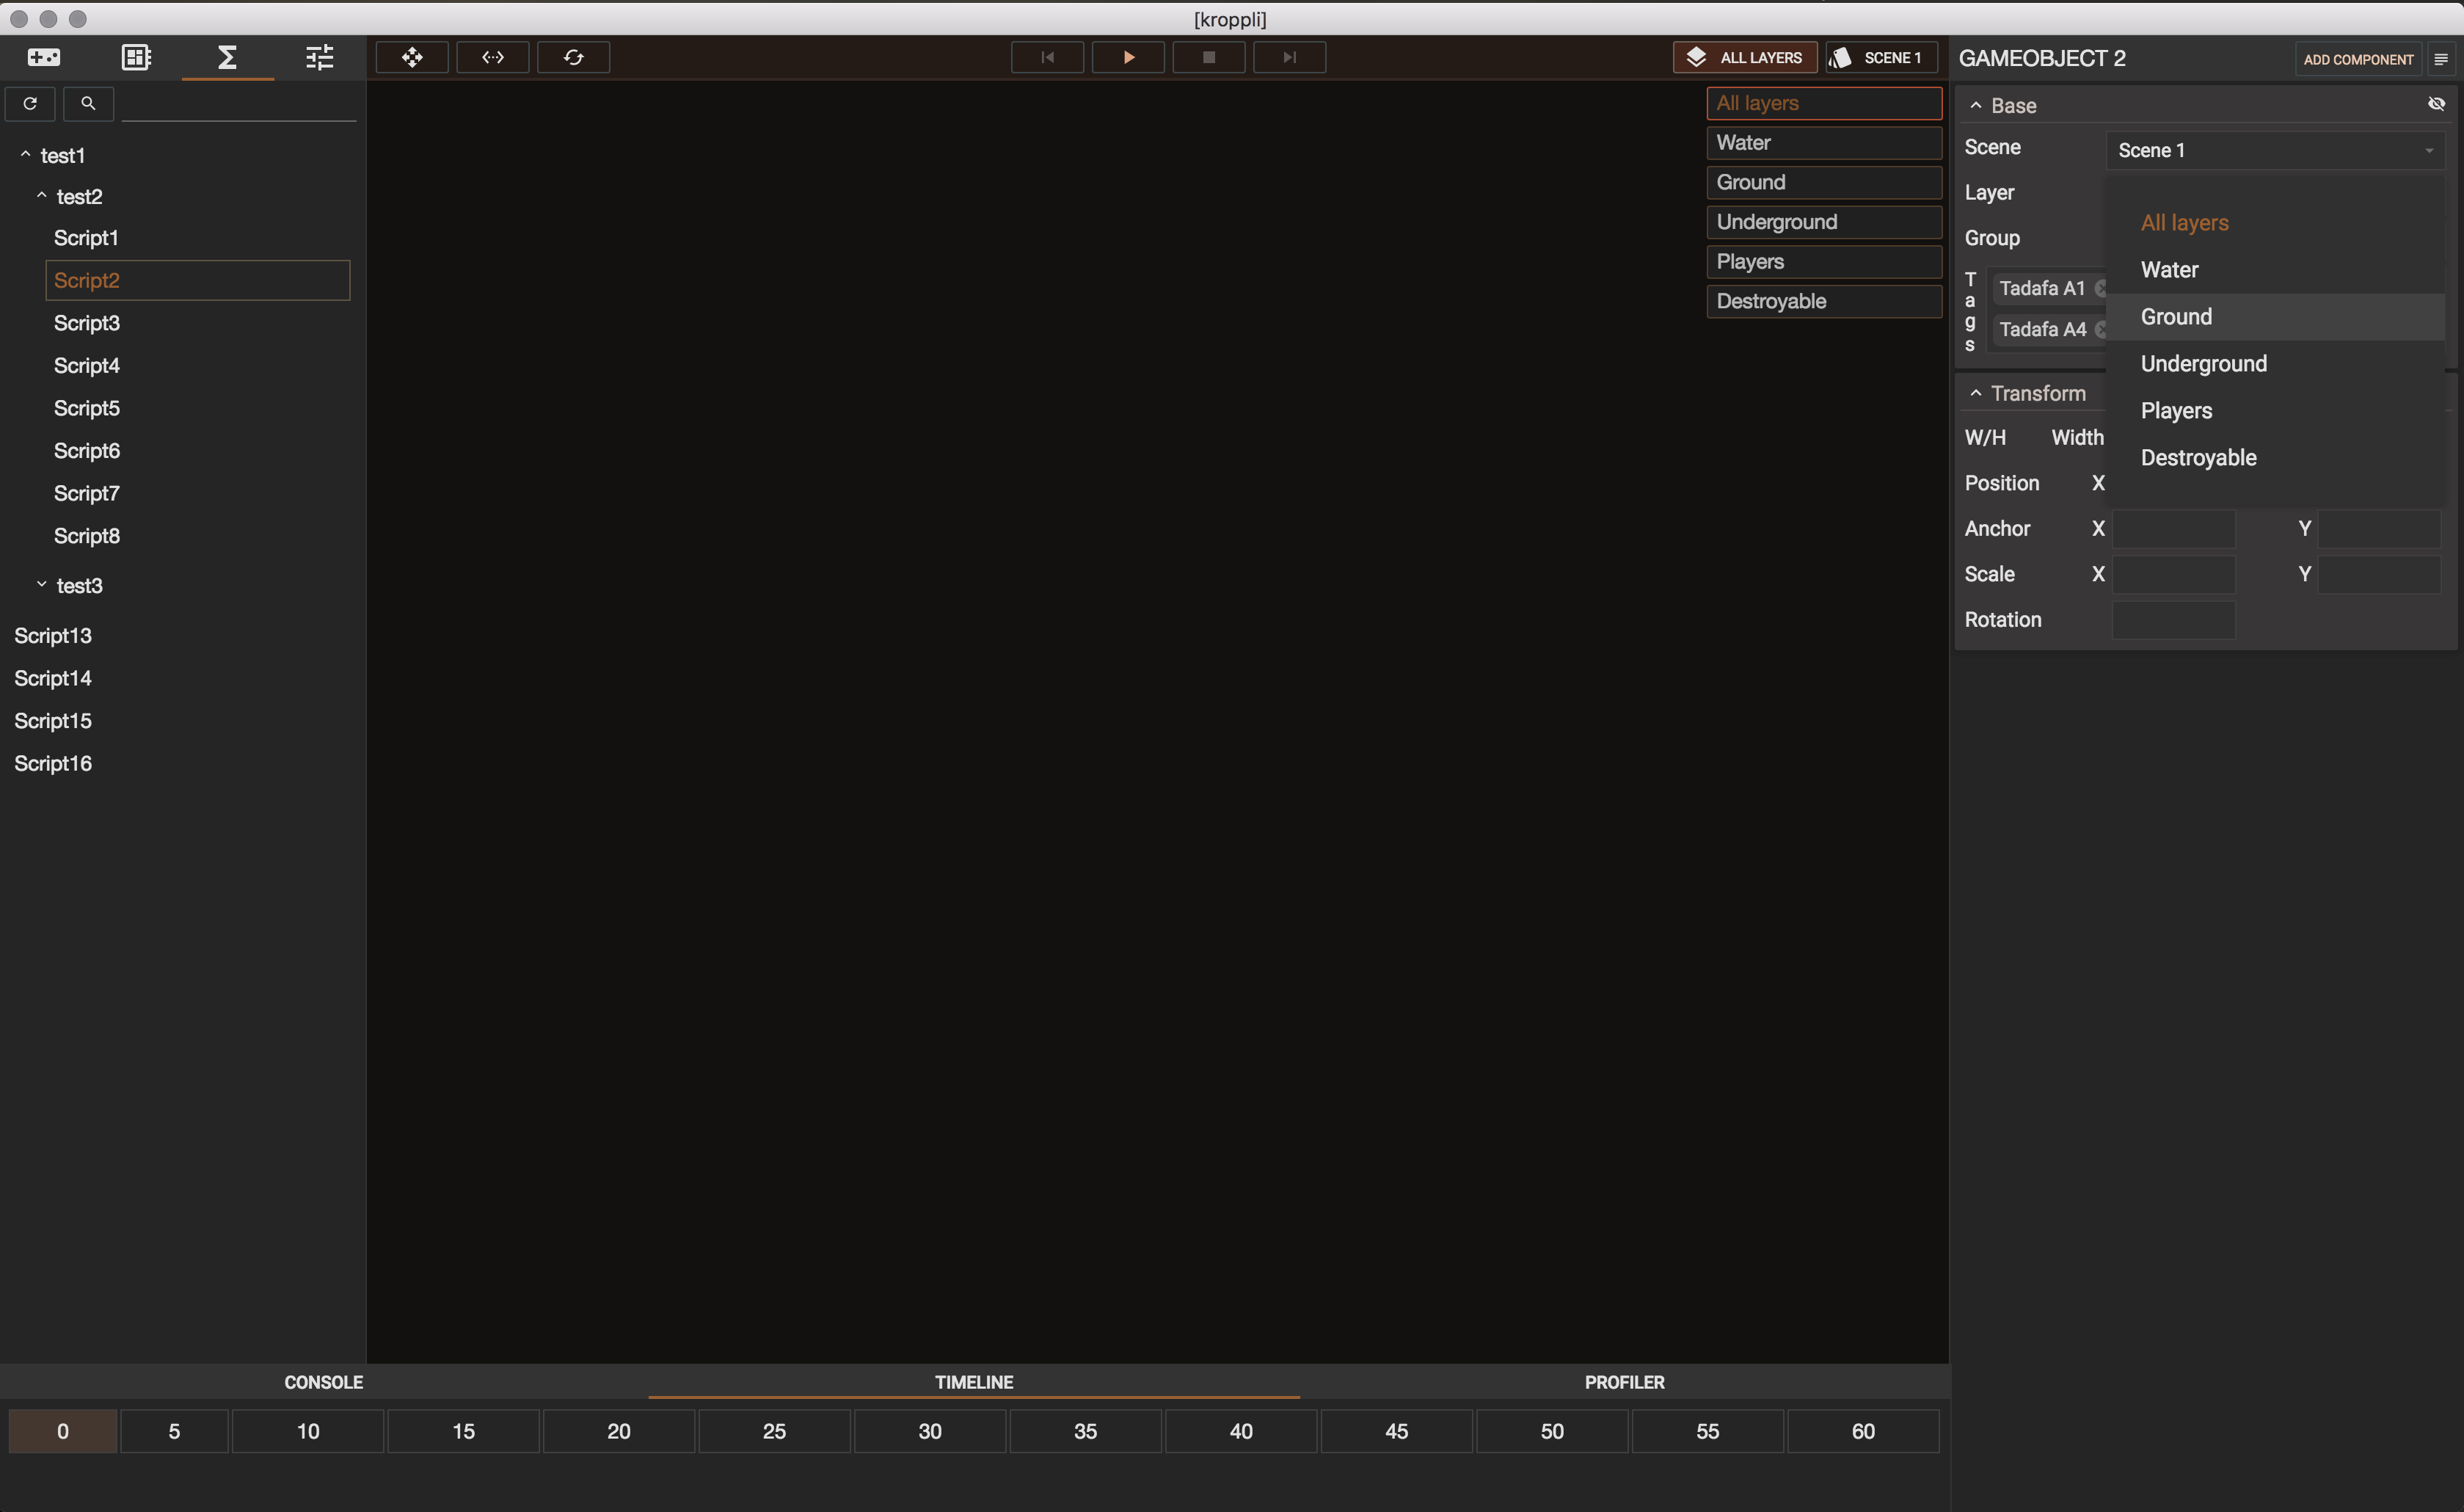 [kroppli]
ALL LAYERS
SCENE 1
GAMEOBJECT 2
ADD COMPONENT
test1
test2
Script1
Script2
Script3
Script4
Script5
Script6
Script7
Script8
test3
Script13
Script14
Script15
Script16
All layers
Water
Ground
Underground
Players
Destroyable
Base
Scene
Scene 1
Layer
Group
Tags
Tadafa A1
Tadafa A4
All layers
Water
Ground
Underground
Players
Destroyable
Transform
W/H Width
Position X
Anchor X Y
Scale X Y
Rotation
CONSOLE TIMELINE PROFILER
0 5 10 15 20 25 30 35 40 45 50 55 60